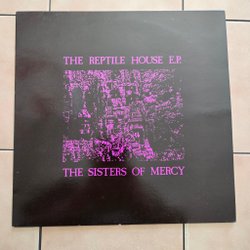 THE REPTILE HOUSE E.P.
THE SISTERS OF MERCY